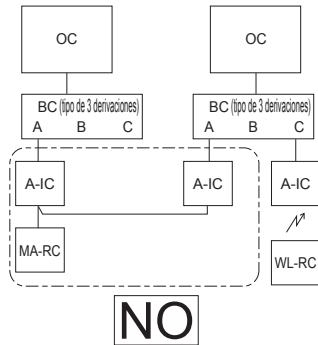 OC OC
BC (tipo de 3 derivaciones) BC (tipo de 3 derivaciones)
A B C A B C
A-IC A-IC A-IC
MA-RC WL-RC
NO